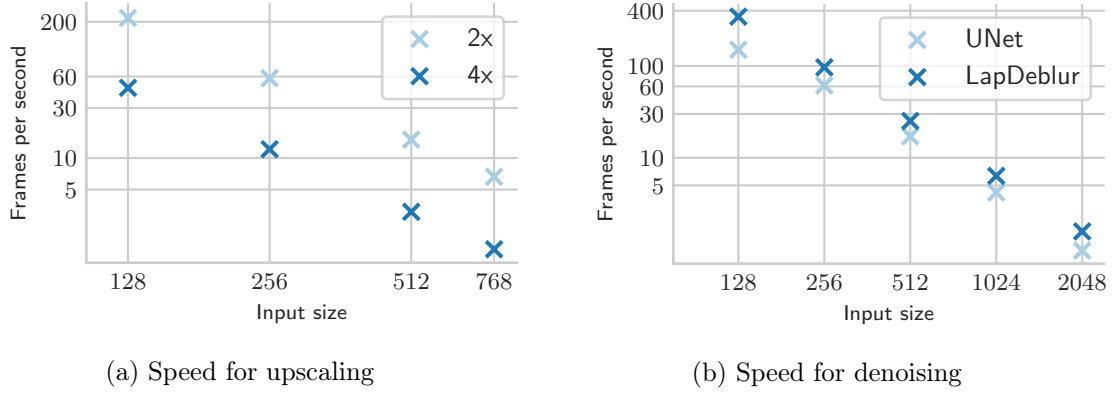 200
60
30
10
5
Frames per second
128
256
512
768
Input size
2x
4x
(a) Speed for upscaling
400
100
60
30
10
5
Frames per second
128
256
512
1024
2048
Input size
UNet
LapDeblur
(b) Speed for denoising